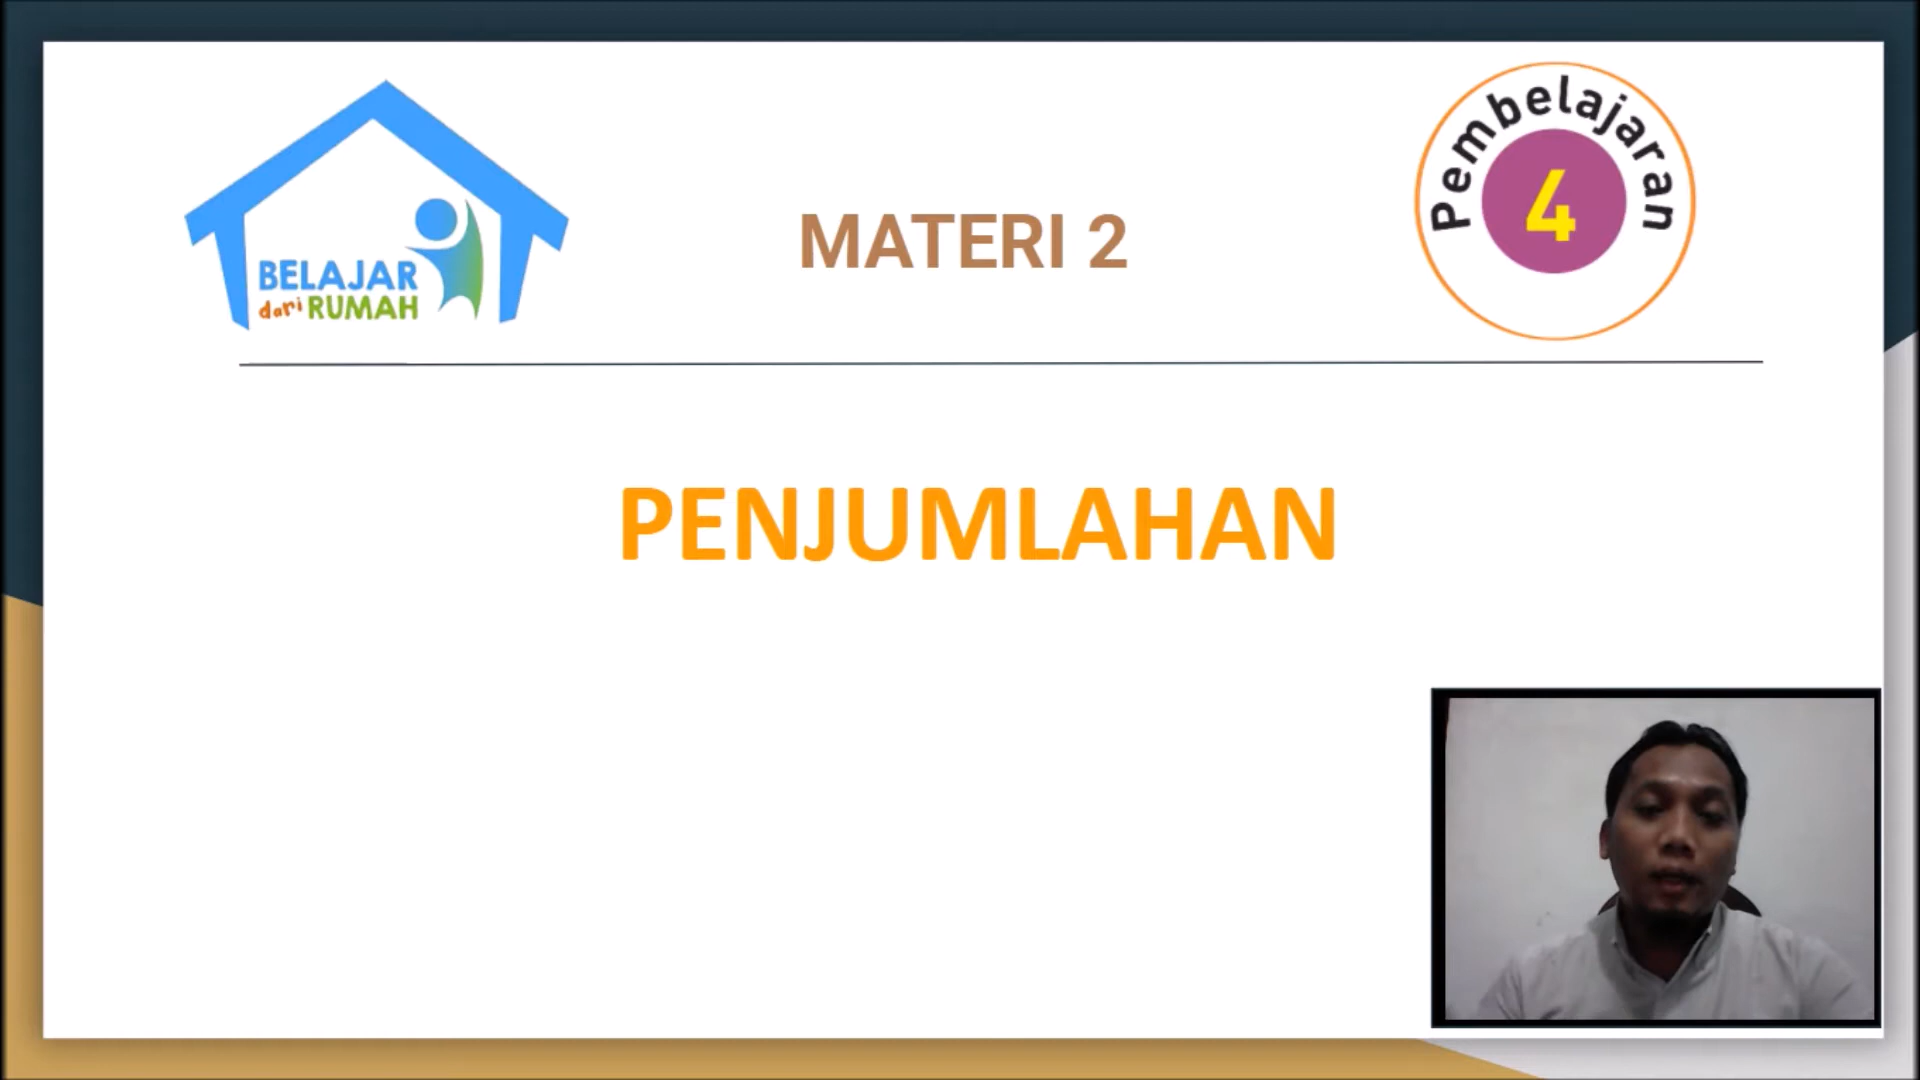 BELAJAR
dari RUMAH
MATERI 2
Pembelajaran
4
PENJUMLAHAN